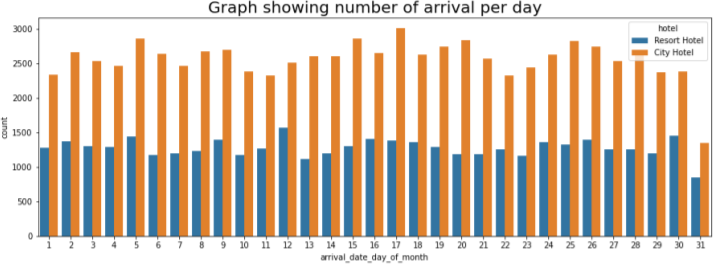 Graph showing number of arrival per day
hotel
Resort Hotel
City Hotel
count
3000
2500
2000
1500
1000
500
0
1 2 3 4 5 6 7 8 9 10 11 12 13 14 15 16 17 18 19 20 21 22 23 24 25 26 27 28 29 30 31
arrival_date_day_of_month